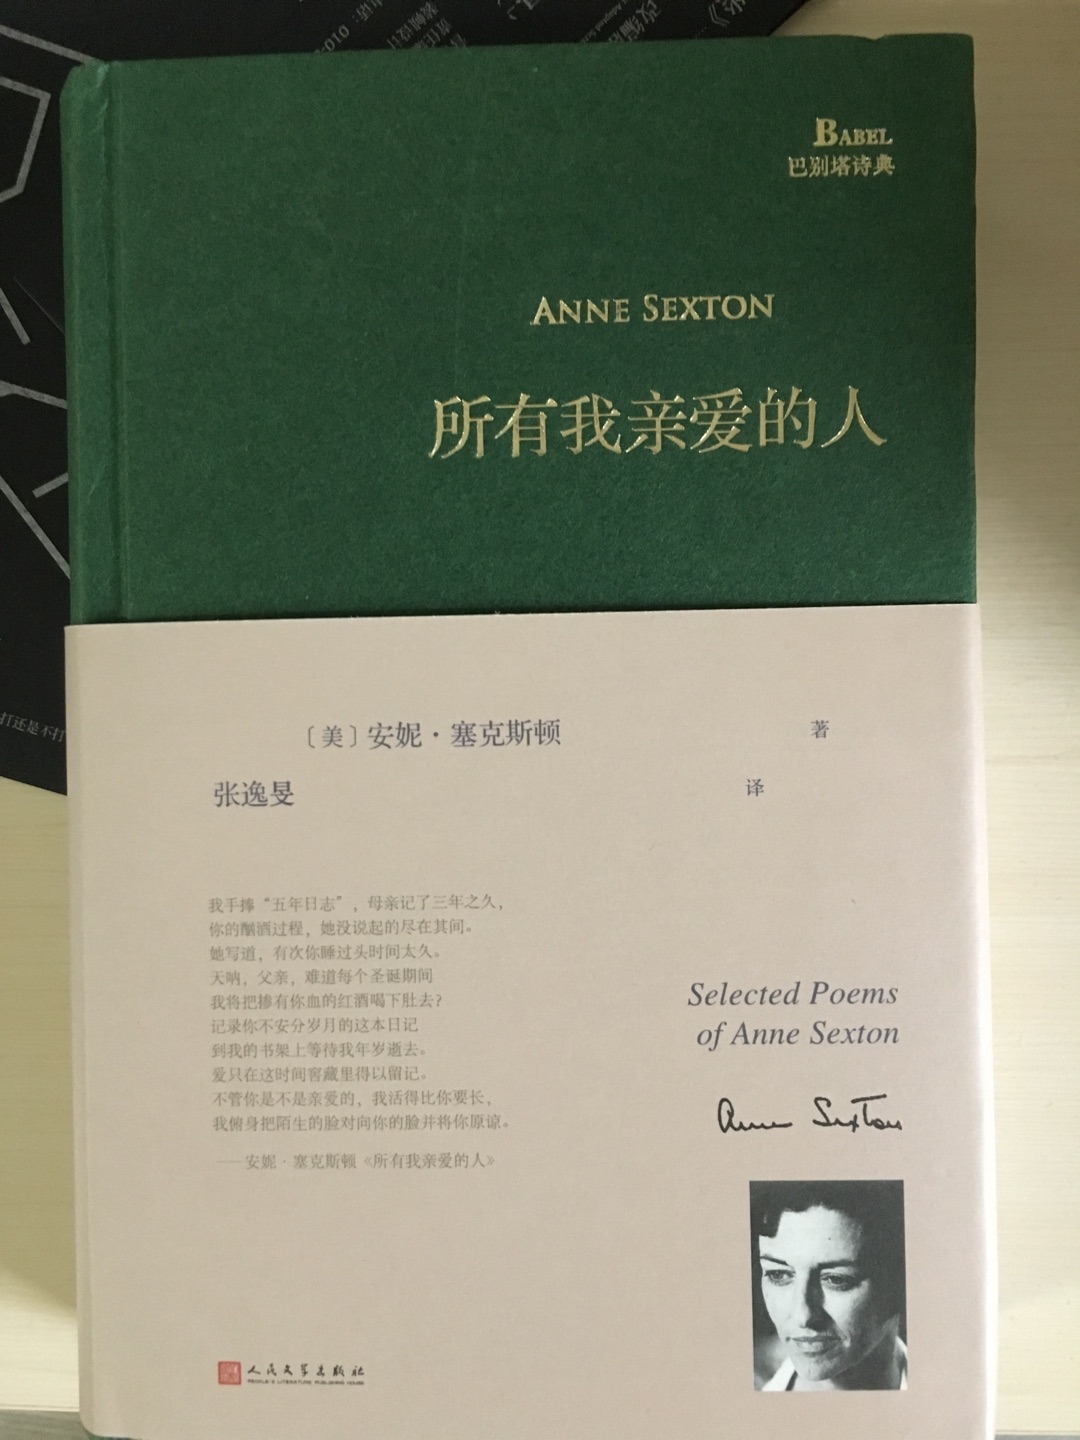 BABEL
巴别塔诗典
ANNE SEXTON
所有我亲爱的人
〔美〕安妮·塞克斯顿 著
张逸旻 译
我手捧“五年日志”，母亲记了三年之久，
你的酗酒过程，她没说起的尽在其间。
她写道，有次你睡过头时间太久。
天呐，父亲，难道每个圣诞期间
我将把掺有你血的红酒喝下肚去？
记录你不安分岁月的这本日记
到我的书架上等待我年岁逝去。
爱只在这时间窖藏里得以留记。
不管你是不是亲爱的，我活得比你要长，
我俯身把陌生的脸对向你的脸并将你原谅。
——安妮·塞克斯顿《所有我亲爱的人》
Selected Poems
of Anne Sexton
Anne Sexton
人民文学出版社
PEOPLE'S LITERATURE PUBLISHING HOUSE
打还是不打